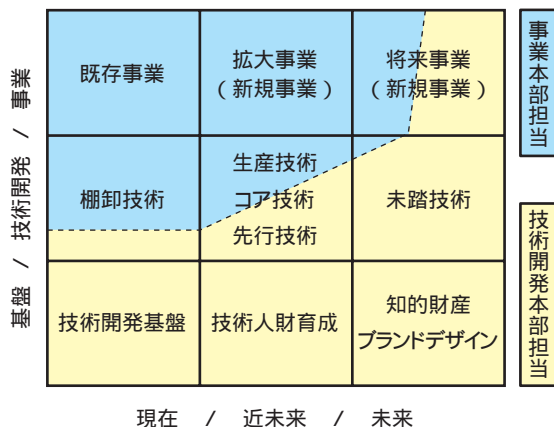 既存事業
拡大事業
(新規事業)
将来事業
(新規事業)
棚卸技術
生産技術
コア技術
先行技術
未踏技術
技術開発基盤
技術人財育成
知的財産
ブランドデザイン
基盤 / 技術開発 / 事業
現在 / 近未来 / 未来
事業本部担当
技術開発本部担当